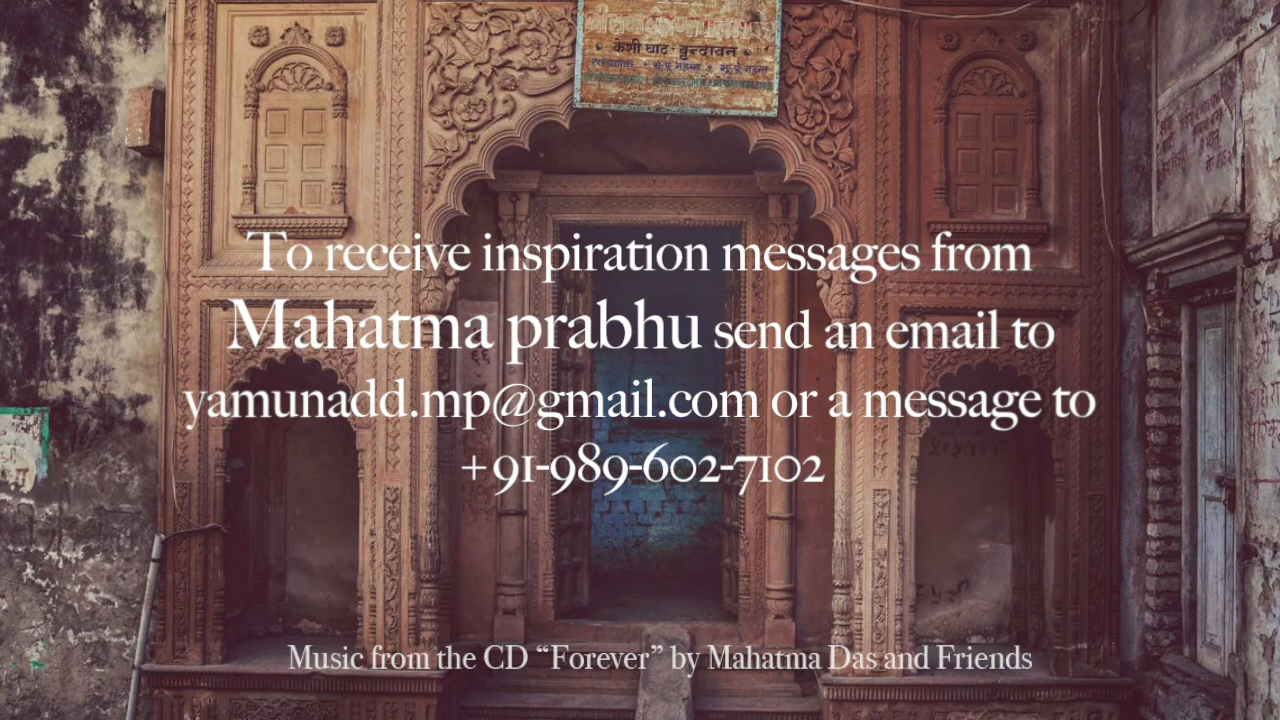 केशी घाट - वृन्दावन
To receive inspiration messages from
Mahatma prabhu send an email to
yamunadd.mp@gmail.com or a message to
+91-989-602-7102
Music from the CD “Forever” by Mahatma Das and Friends